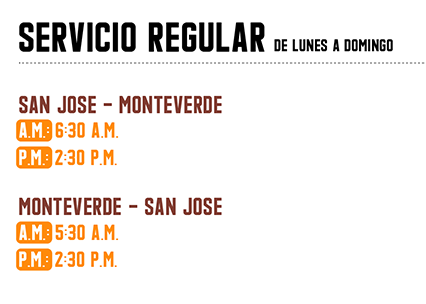 SERVICIO REGULAR DE LUNES A DOMINGO
SAN JOSE - MONTEVERDE
A.M.: 6:30 A.M.
P.M.: 2:30 P.M.
MONTEVERDE - SAN JOSE
A.M.: 5:30 A.M.
P.M.: 2:30 P.M.